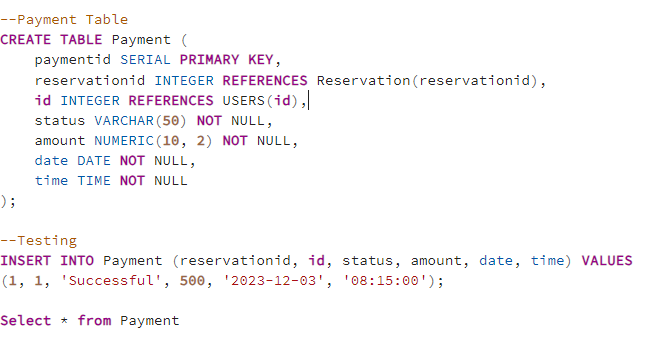 --Payment Table
CREATE TABLE Payment (
    paymentid SERIAL PRIMARY KEY,
    reservationid INTEGER REFERENCES Reservation(reservationid),
    id INTEGER REFERENCES USERS(id),
    status VARCHAR(50) NOT NULL,
    amount NUMERIC(10, 2) NOT NULL,
    date DATE NOT NULL,
    time TIME NOT NULL
);

--Testing
INSERT INTO Payment (reservationid, id, status, amount, date, time) VALUES
(1, 1, 'Successful', 500, '2023-12-03', '08:15:00');

Select * from Payment